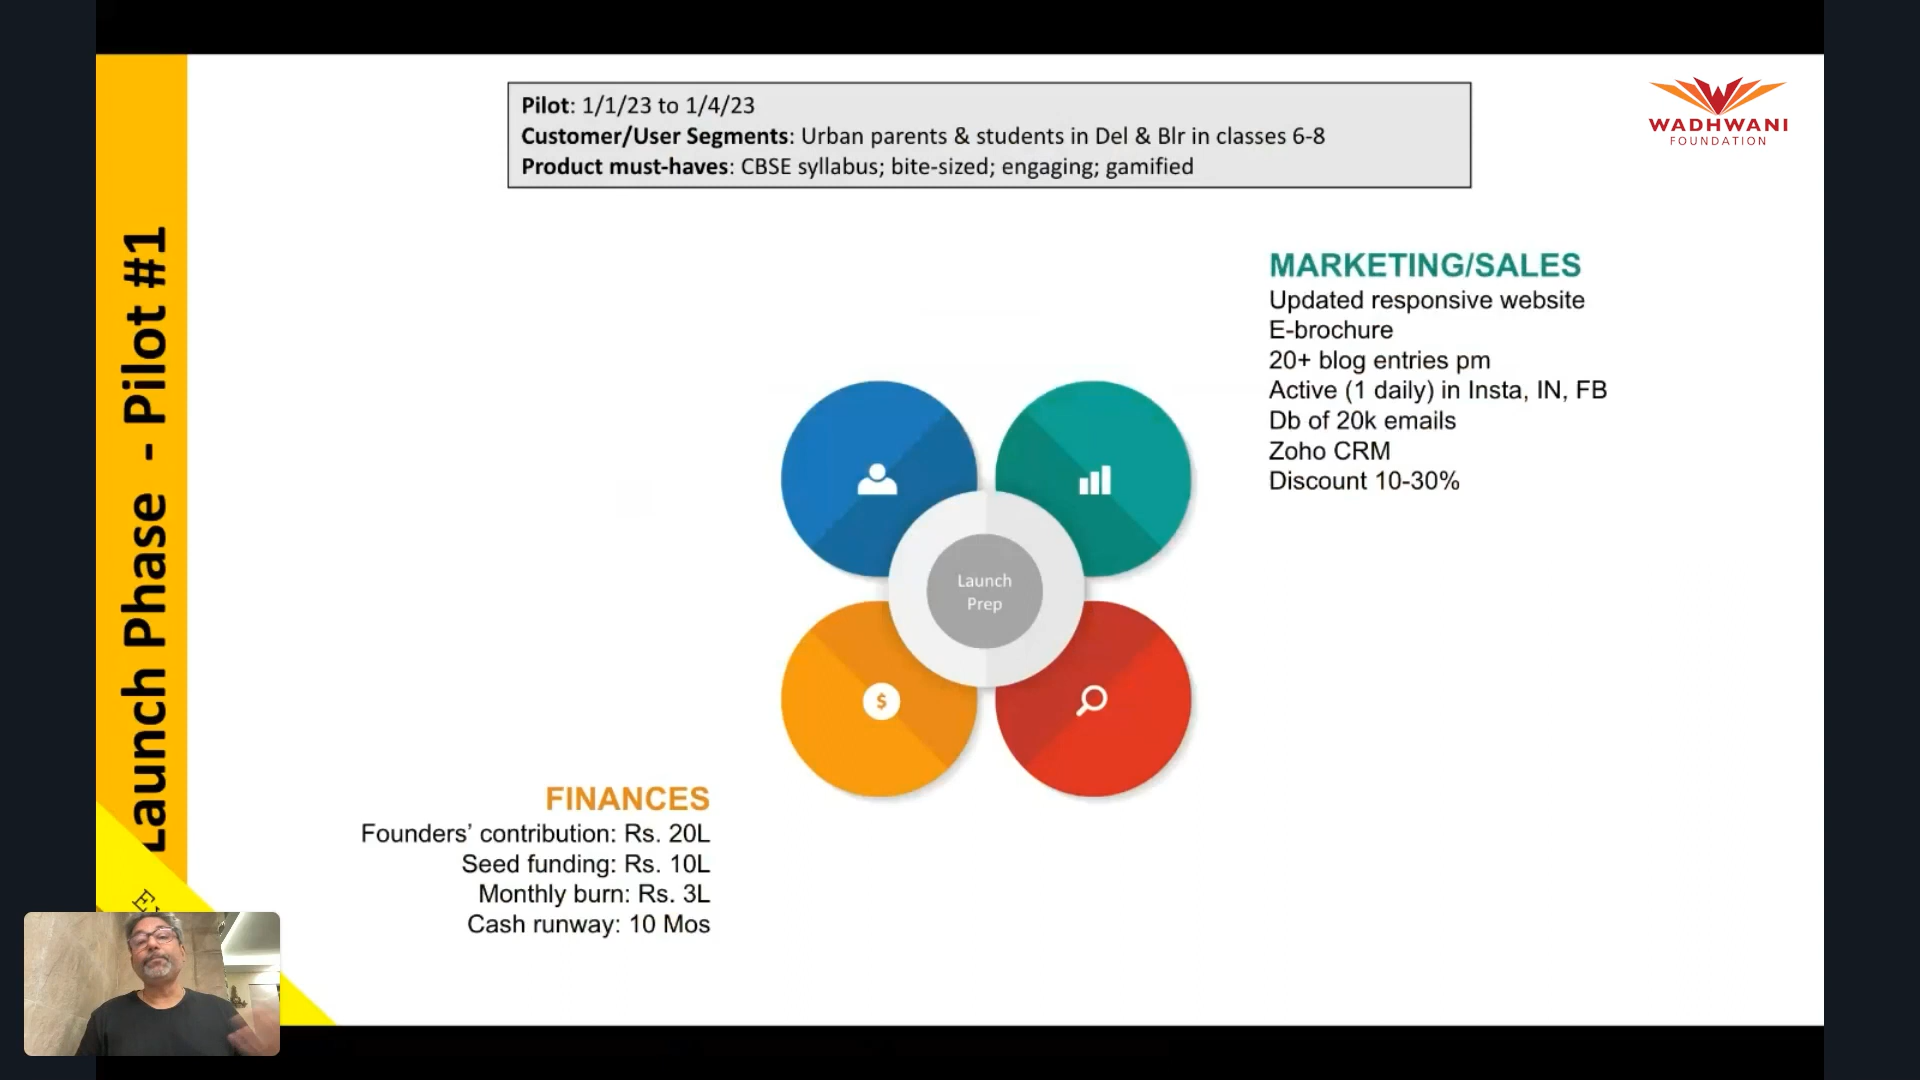 Pilot: 1/1/23 to 1/4/23
Customer/User Segments: Urban parents & students in Del & Blr in classes 6-8
Product must-haves: CBSE syllabus; bite-sized; engaging; gamified
WADHWANI
FOUNDATION
Launch Phase - Pilot #1
MARKETING/SALES
Updated responsive website
E-brochure
20+ blog entries pm
Active (1 daily) in Insta, IN, FB
Db of 20k emails
Zoho CRM
Discount 10-30%
Launch
Prep
$
FINANCES
Founders’ contribution: Rs. 20L
Seed funding: Rs. 10L
Monthly burn: Rs. 3L
Cash runway: 10 Mos